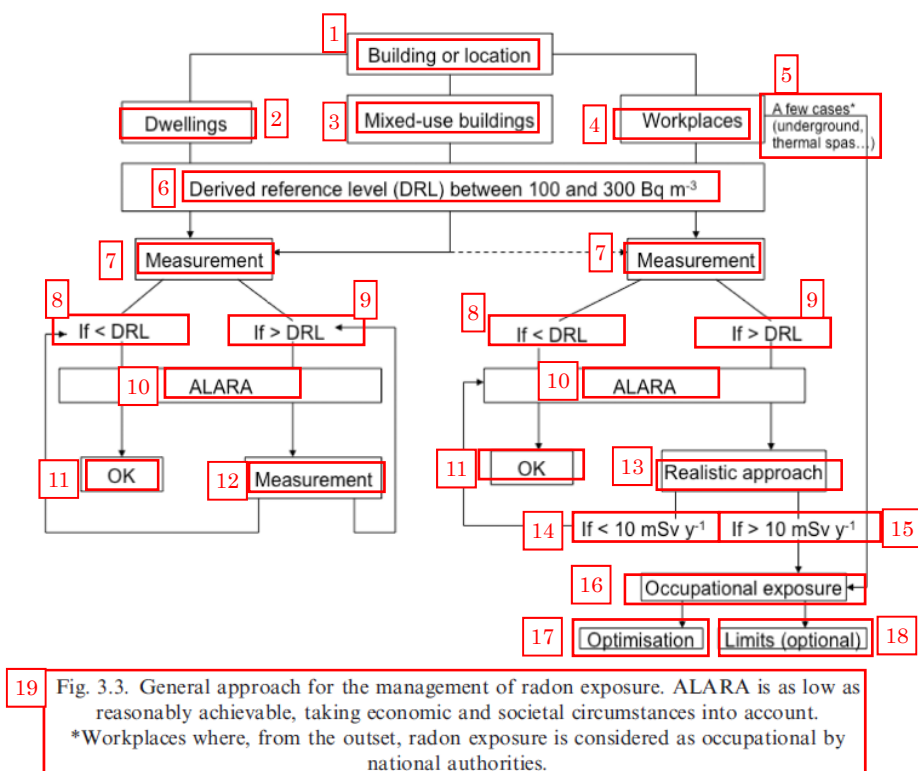 1
Building or location
5
2
Dwellings
3
Mixed-use buildings
4
Workplaces
A few cases*
(underground,
thermal spas...)
6
Derived reference level (DRL) between 100 and 300 Bq m-3
7
Measurement
7
Measurement
8
If < DRL
9
If > DRL
8
If < DRL
9
If > DRL
10
ALARA
10
ALARA
11
OK
12
Measurement
11
OK
13
Realistic approach
14
If < 10 mSv y-1
If > 10 mSv y-1
15
16
Occupational exposure
17
Optimisation
Limits (optional)
18
19
Fig. 3.3. General approach for the management of radon exposure. ALARA is as low as
reasonably achievable, taking economic and societal circumstances into account.
*Workplaces where, from the outset, radon exposure is considered as occupational by
national authorities.